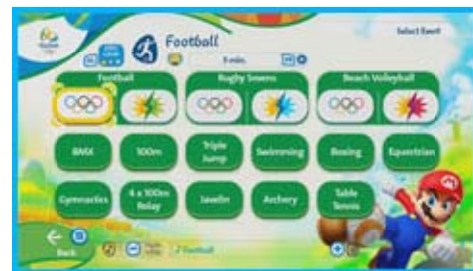 Football
Select Event
5 min.
Football
Rugby Sevens
Beach Volleyball
BMX
100m
Triple
Jump
Swimming
Boxing
Equestrian
Gymnastics
4 x 100m
Relay
Javelin
Archery
Table
Tennis
Back
Football